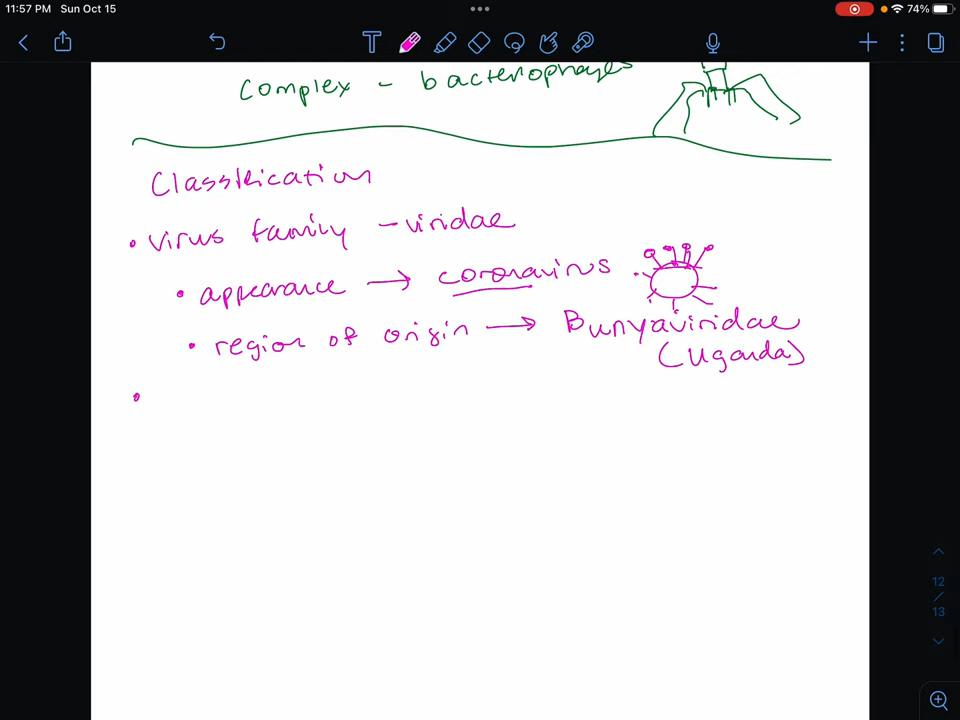 11:57 PM Sun Oct 15
74%
T
Complex - bacteriophages
Classification
• virus family -viridae
• appearance → coronavirus
• region of origin → Bunyaviridae
(Uganda)
•
12
/
13